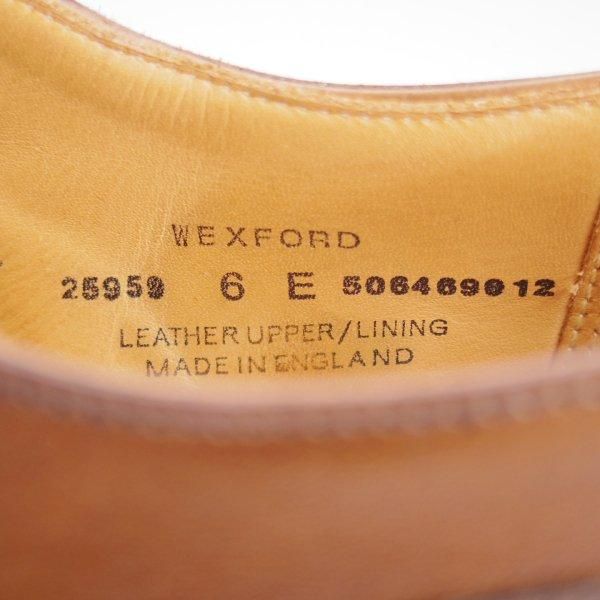 WEXFORD
25959 6 E 506469912
LEATHER UPPER/LINING
MADE IN ENGLAND